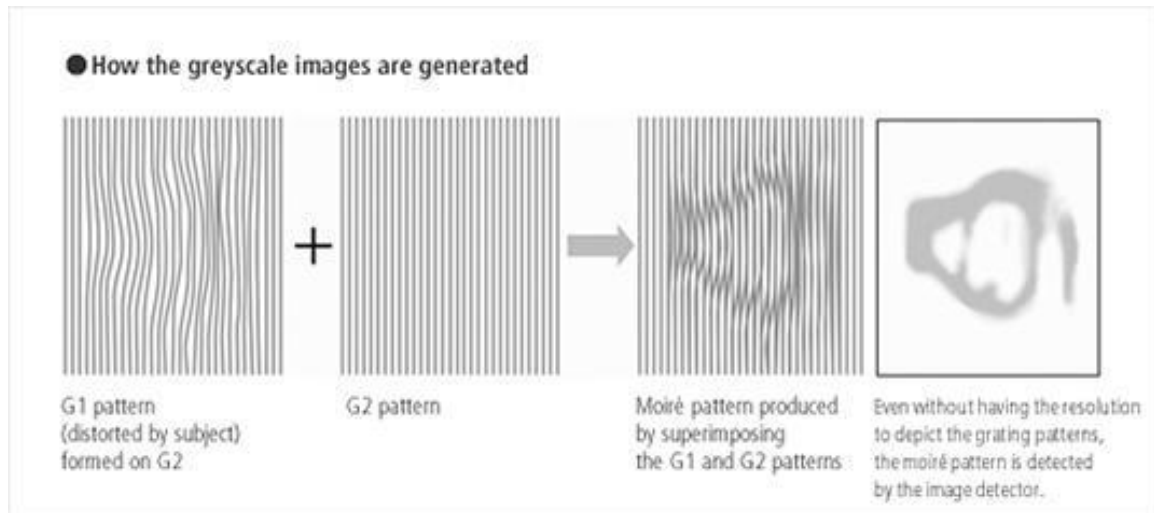 ● How the greyscale images are generated
G1 pattern
(distorted by subject)
formed on G2
G2 pattern
Moiré pattern produced
by superimposing
the G1 and G2 patterns
Even without having the resolution
to depict the grating patterns,
the moiré pattern is detected
by the image detector.